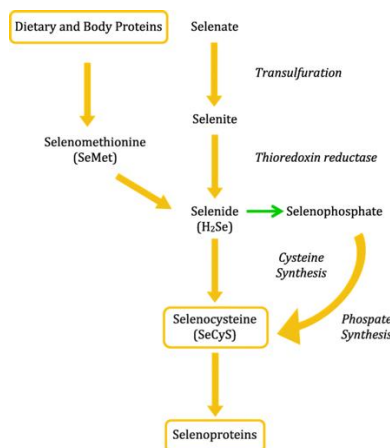 Dietary and Body Proteins
Selenate
Transulfuration
Selenite
Selenomethionine
(SeMet)
Thioredoxin reductase
Selenide
(H₂Se)
Selenophosphate
Cysteine
Synthesis
Selenocysteine
(SeCyS)
Phospate
Synthesis
Selenoproteins